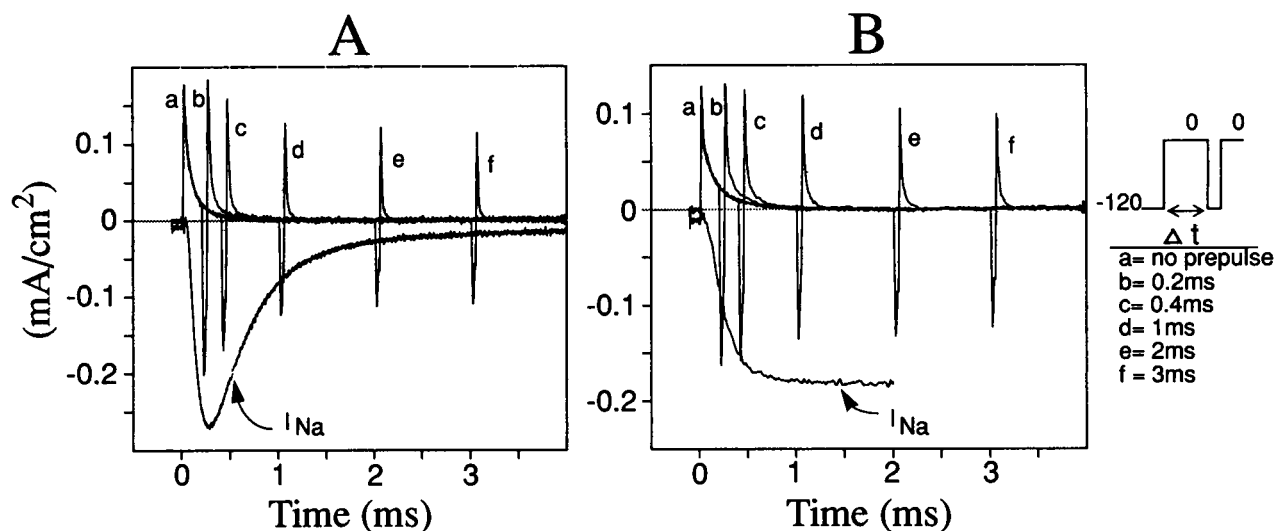 A
B
(mA/cm²)
0.1
0
-0.1
-0.2
a
b
c
d
e
f
I Na
0
1
2
3
Time (ms)
0.1
0
-0.1
-0.2
a
b
c
d
e
f
I Na
0
1
2
3
Time (ms)
0 0
-120
Δ t
a= no prepulse
b= 0.2ms
c= 0.4ms
d= 1ms
e= 2ms
f = 3ms